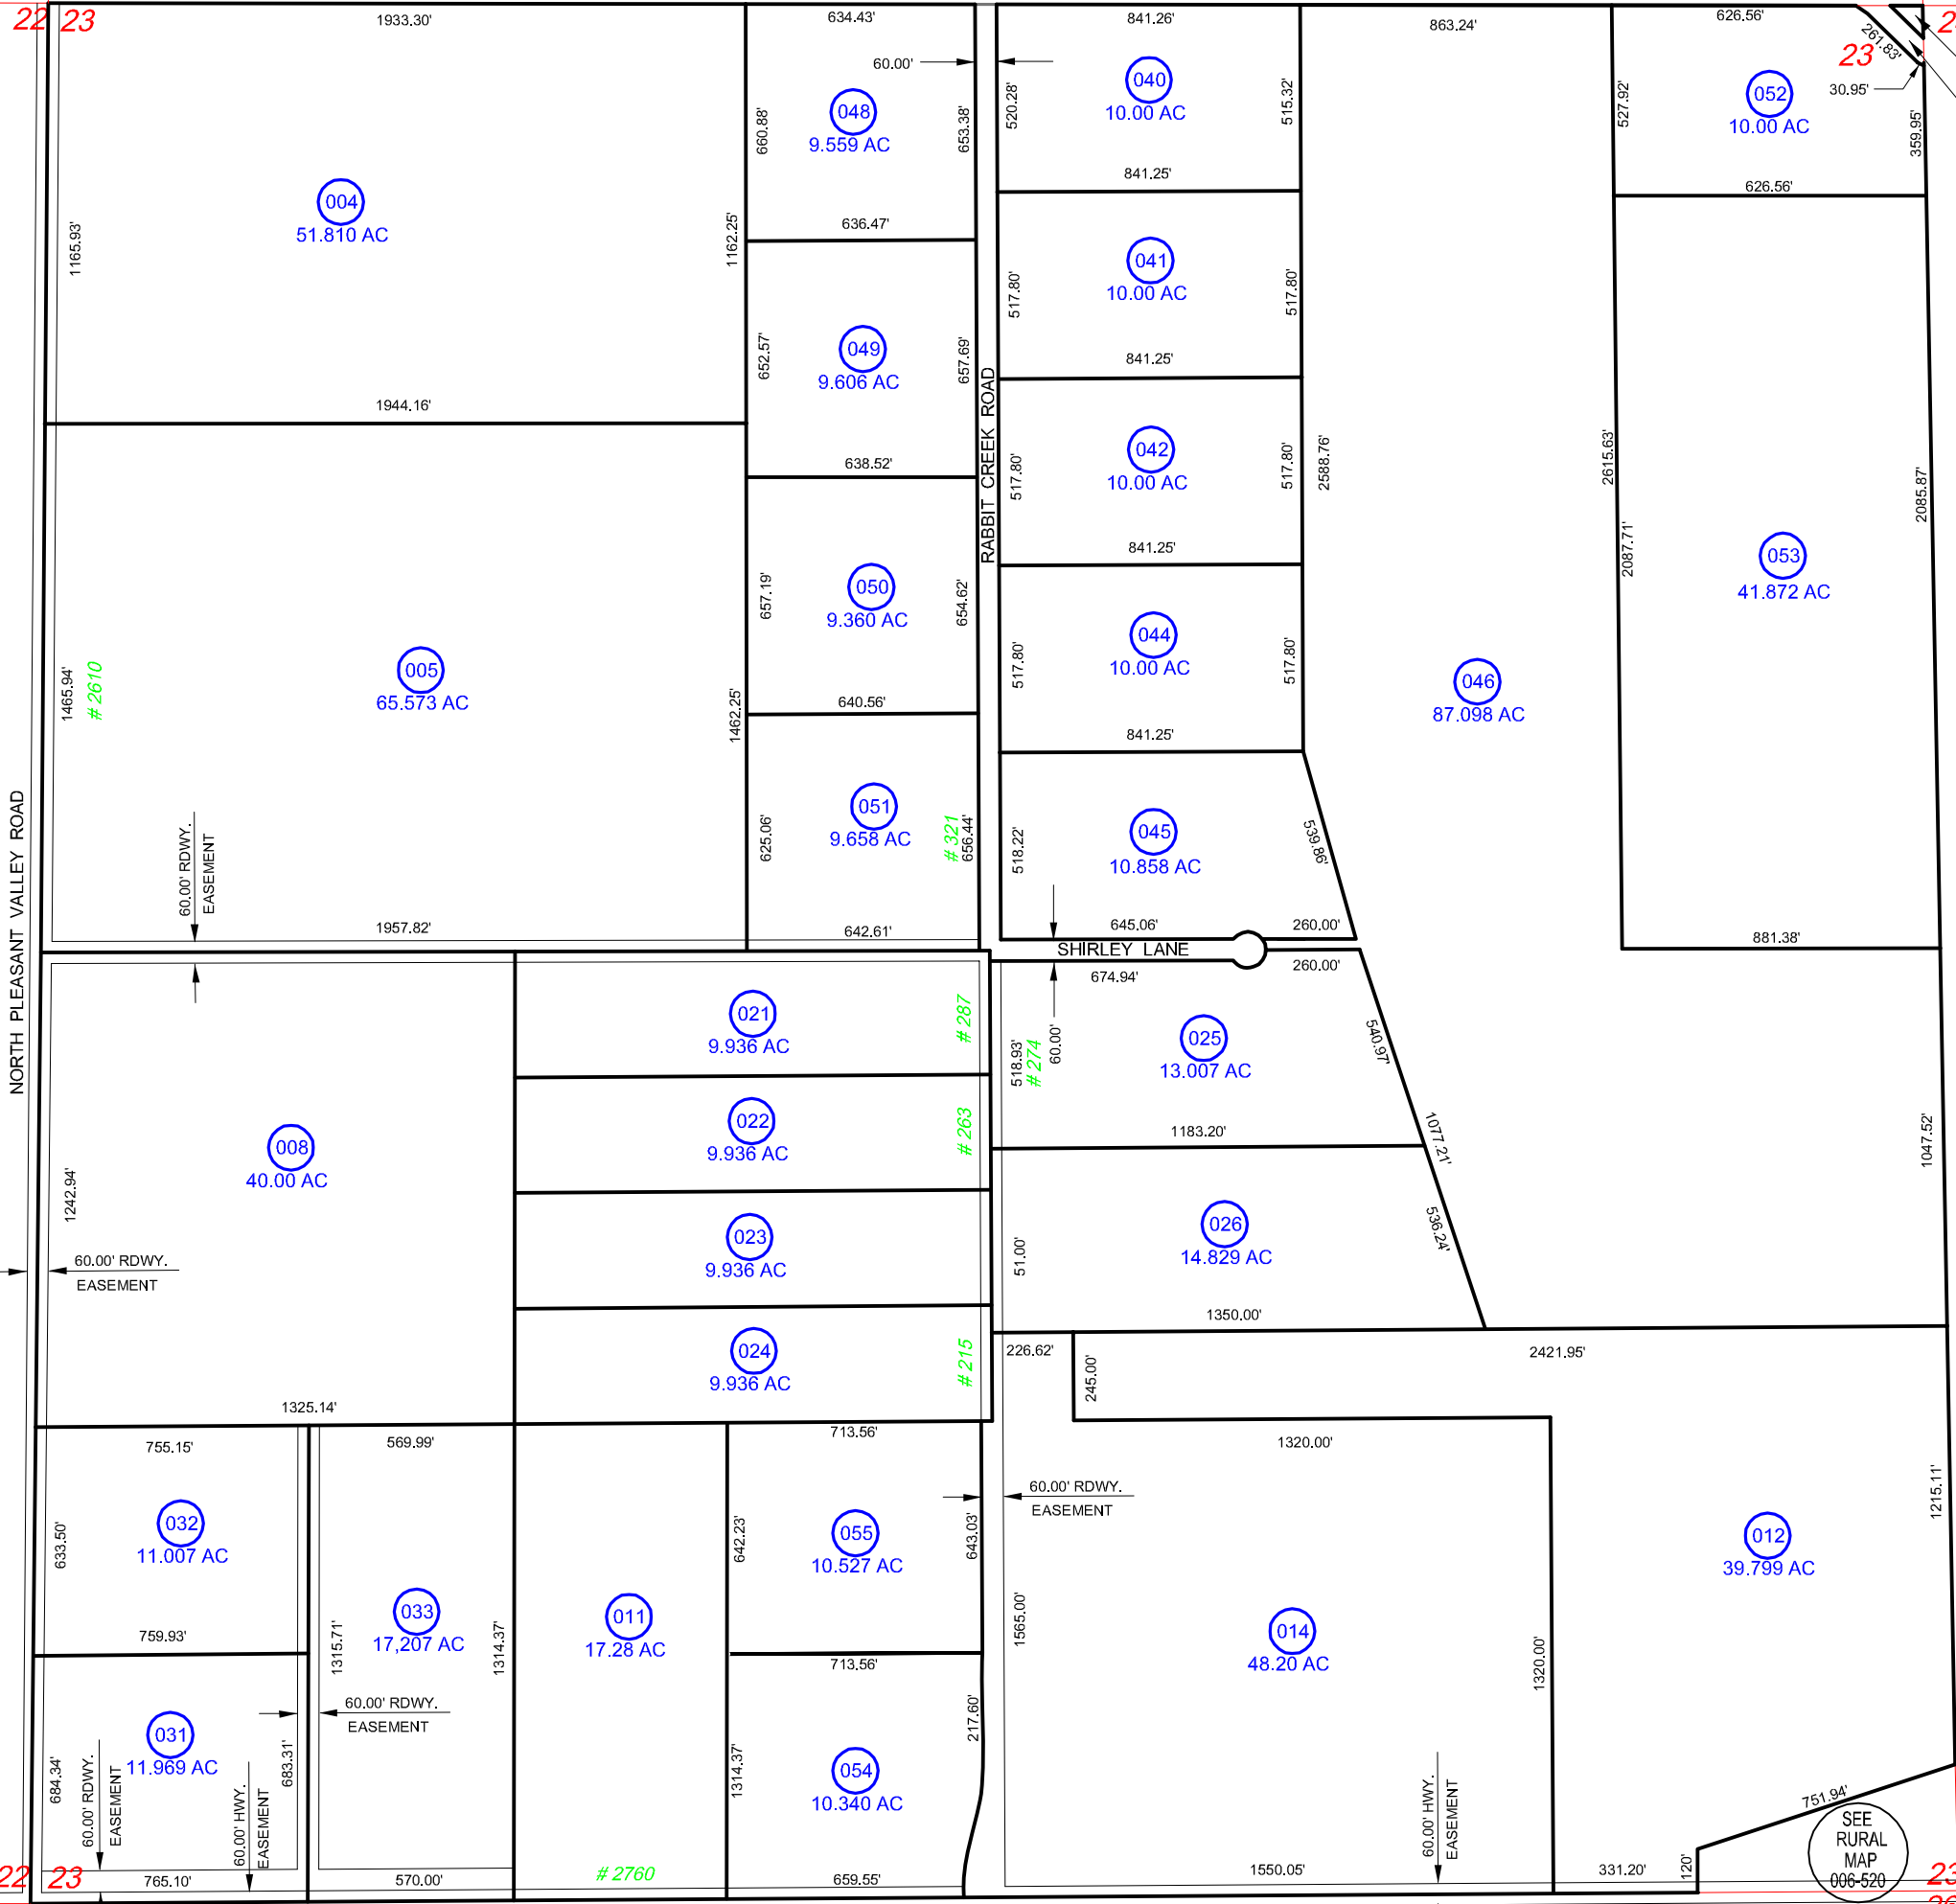 22 23
1933.30'
634.43'
841.26'
863.24'
626.56'
23
261.83'
30.95'
60.00'
004
51.810 AC
1165.93'
1162.25'
1944.16'
048
9.559 AC
660.88'
653.38'
636.47'
049
9.606 AC
652.57'
657.69'
638.52'
050
9.360 AC
657.19'
654.62'
640.56'
051
9.658 AC
625.06'
# 321
656.44'
642.61'
RABBIT CREEK ROAD
040
10.00 AC
520.28'
515.32'
841.25'
041
10.00 AC
517.80'
517.80'
841.25'
042
10.00 AC
517.80'
517.80'
841.25'
044
10.00 AC
517.80'
517.80'
841.25'
045
10.858 AC
518.22'
539.86'
645.06'
260.00'
SHIRLEY LANE
674.94'
260.00'
60.00'
046
87.098 AC
2588.76'
2615.63'
052
10.00 AC
527.92'
359.95'
626.56'
053
41.872 AC
2087.71'
2085.87'
881.38'
005
65.573 AC
1465.94'
# 2610
1462.25'
60.00' RDWY.
EASEMENT
1957.82'
NORTH PLEASANT VALLEY ROAD
008
40.00 AC
1242.94'
60.00' RDWY.
EASEMENT
1325.14'
021
9.936 AC
# 287
022
9.936 AC
# 263
023
9.936 AC
024
9.936 AC
# 215
025
13.007 AC
518.93'
# 274
540.97'
1077.21'
1183.20'
026
14.829 AC
51.00'
536.24'
1350.00'
1047.52'
226.62'
245.00'
2421.95'
1320.00'
755.15'
569.99'
713.56'
032
11.007 AC
633.50'
759.93'
033
17,207 AC
1315.71'
1314.37'
60.00' RDWY.
EASEMENT
011
17.28 AC
# 2760
055
10.527 AC
642.23'
643.03'
713.56'
60.00' RDWY.
EASEMENT
054
10.340 AC
1314.37'
217.60'
659.55'
014
48.20 AC
1565.00'
1320.00'
60.00' HWY.
EASEMENT
1550.05'
012
39.799 AC
1215.11'
751.94'
331.20'
120'
SEE
RURAL
MAP
006-520
031
11.969 AC
684.34'
683.31'
60.00' RDWY.
EASEMENT
60.00' HWY.
EASEMENT
22 23
765.10'
570.00'
23